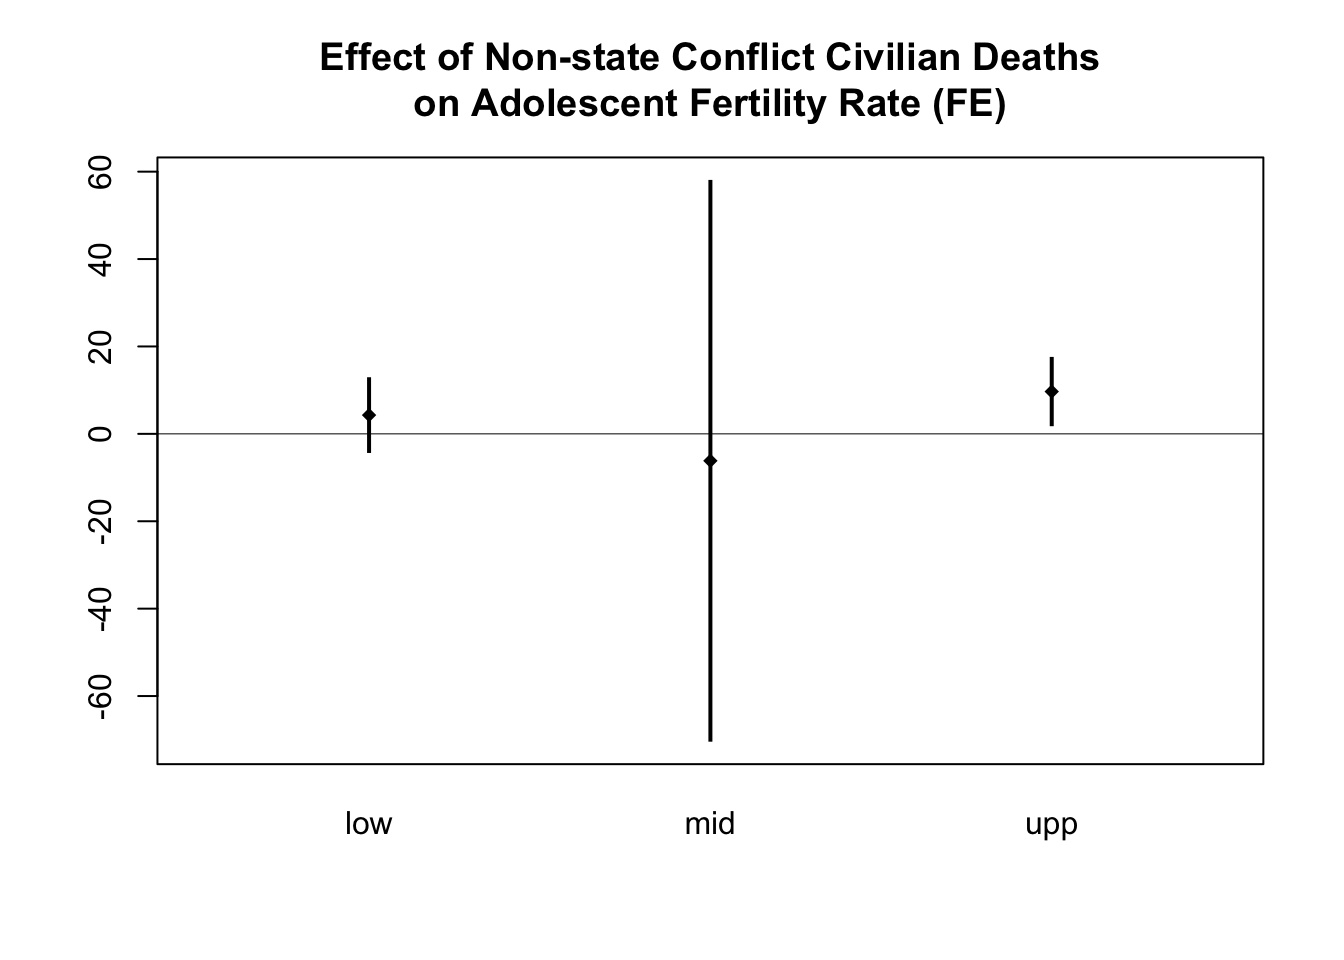 Effect of Non-state Conflict Civilian Deaths
on Adolescent Fertility Rate (FE)
60
40
20
0
-20
-40
-60
low mid upp